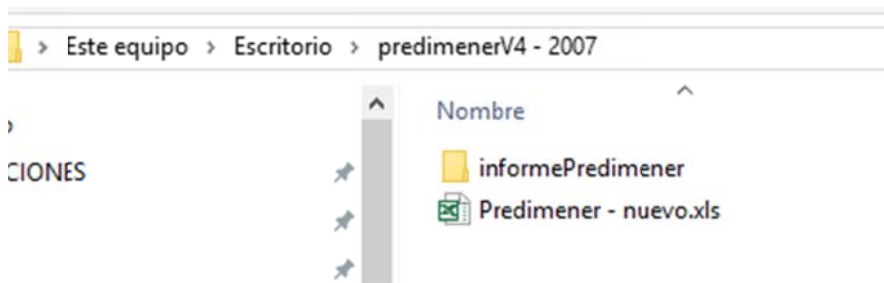 > Este equipo > Escritorio > predimenerV4 - 2007
Nombre
CIONES
informePredimener
Predimener - nuevo.xls